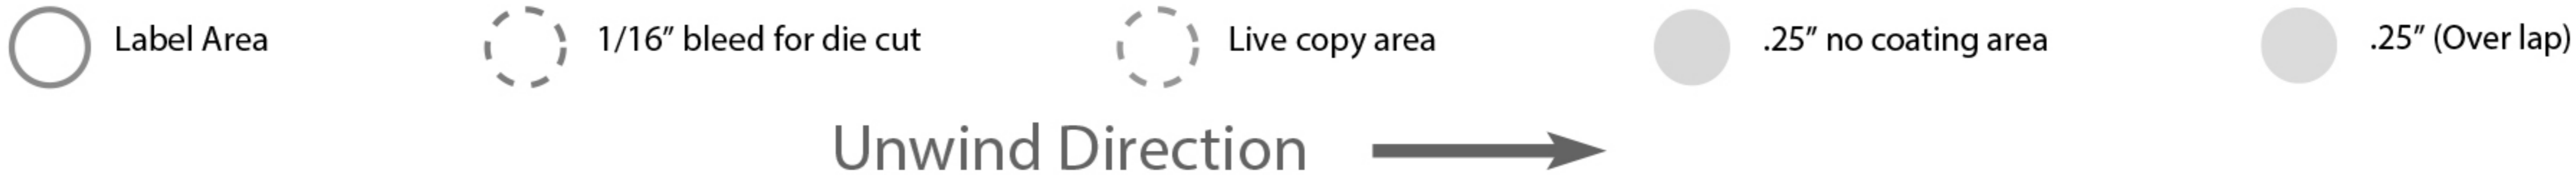 Label Area
1/16” bleed for die cut
Live copy area
.25” no coating area
.25” (Over lap)
Unwind Direction